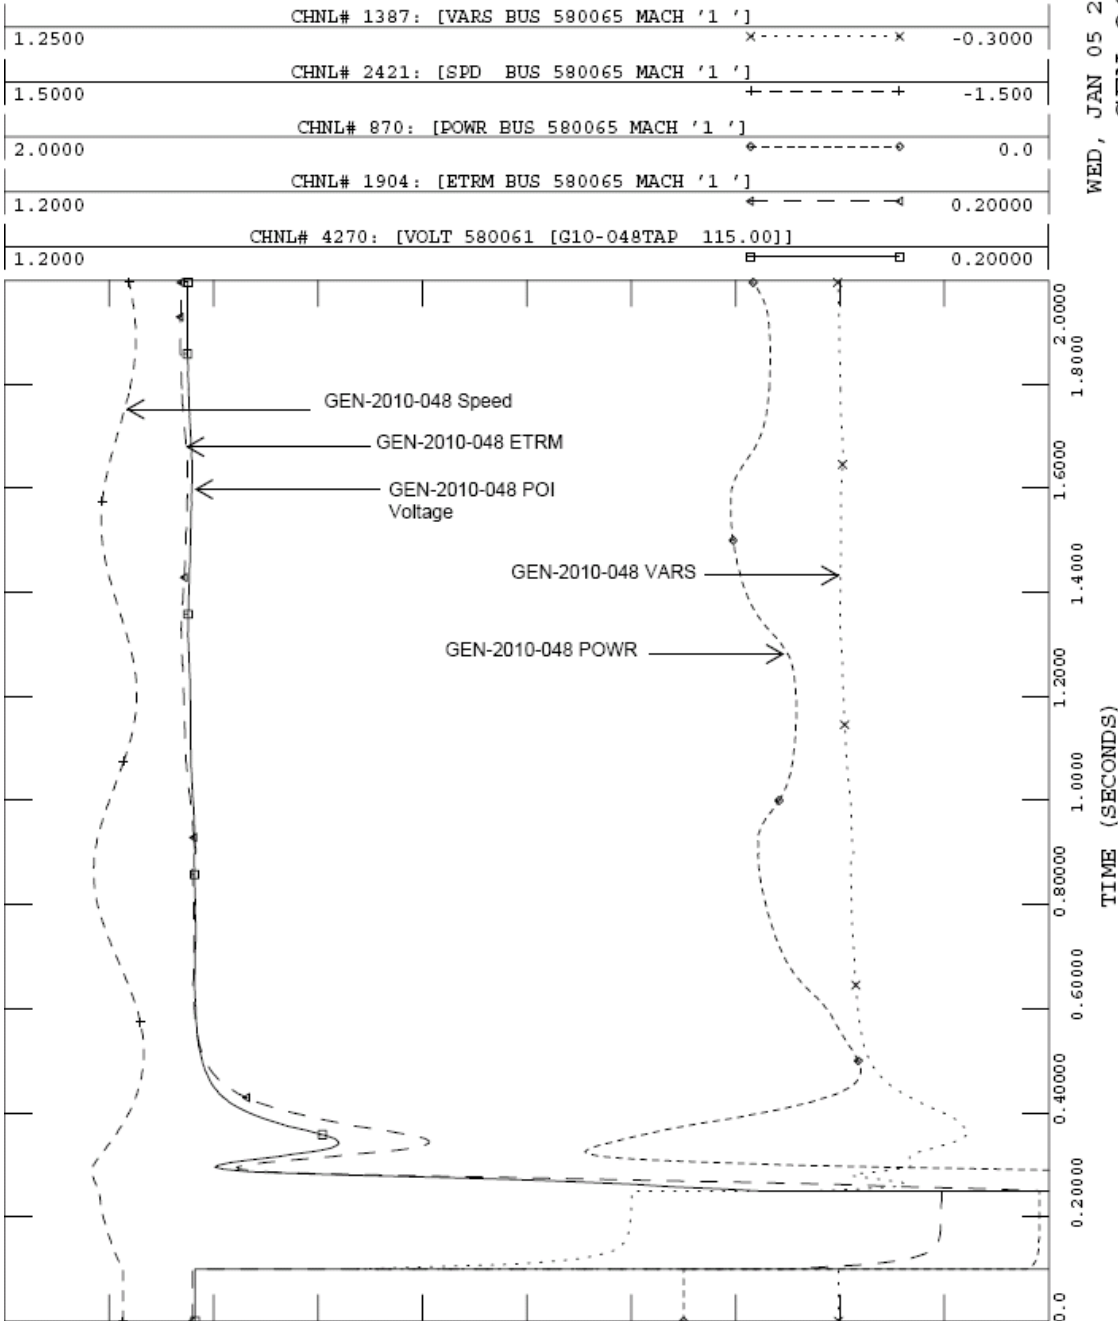 CHNL# 1387: [VARS BUS 580065 MACH '1 ']
1.2500 -0.3000
CHNL# 2421: [SPD  BUS 580065 MACH '1 ']
1.5000 -1.500
CHNL# 870: [POWR BUS 580065 MACH '1 ']
2.0000 0.0
CHNL# 1904: [ETRM BUS 580065 MACH '1 ']
1.2000 0.20000
CHNL# 4270: [VOLT 580061 [G10-048TAP  115.00]]
1.2000 0.20000
WED, JAN 05 2
GEN-2010-048 Speed
GEN-2010-048 ETRM
GEN-2010-048 POI
Voltage
GEN-2010-048 VARS
GEN-2010-048 POWR
2.0000
1.8000
1.6000
1.4000
1.2000
1.0000
0.80000
0.60000
0.40000
0.20000
0.0
TIME (SECONDS)